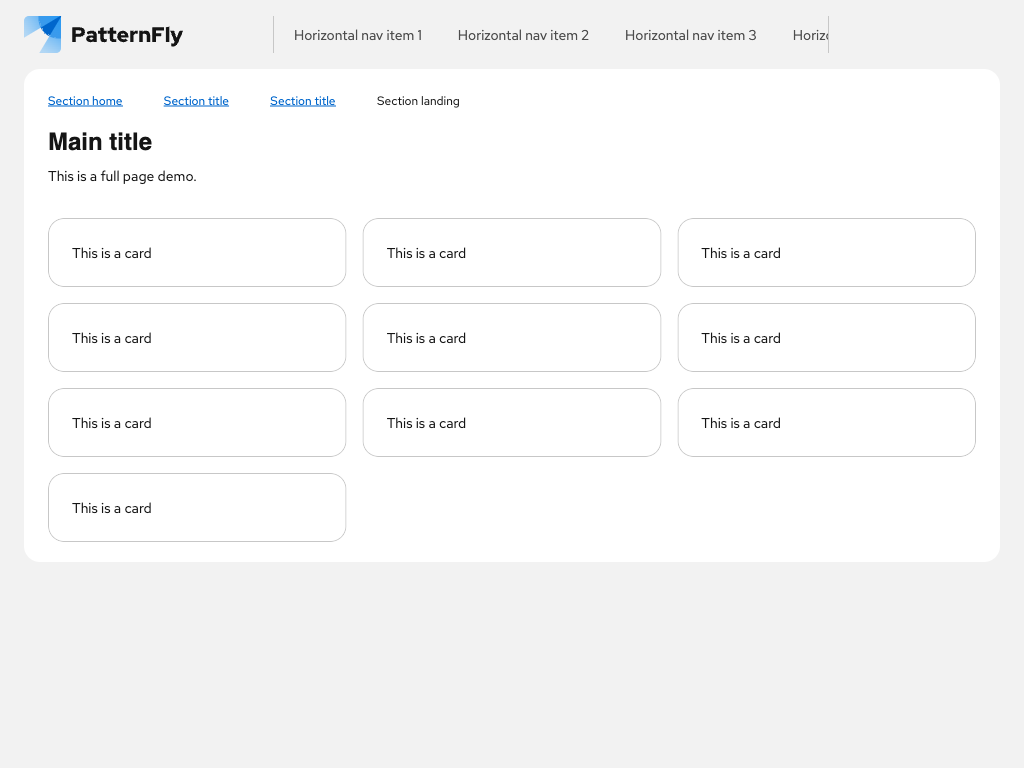 PatternFly
Horizontal nav item 1 Horizontal nav item 2 Horizontal nav item 3
Section home Section title Section title Section landing
Main title
This is a full page demo.
This is a card This is a card This is a card
This is a card This is a card This is a card
This is a card This is a card This is a card
This is a card